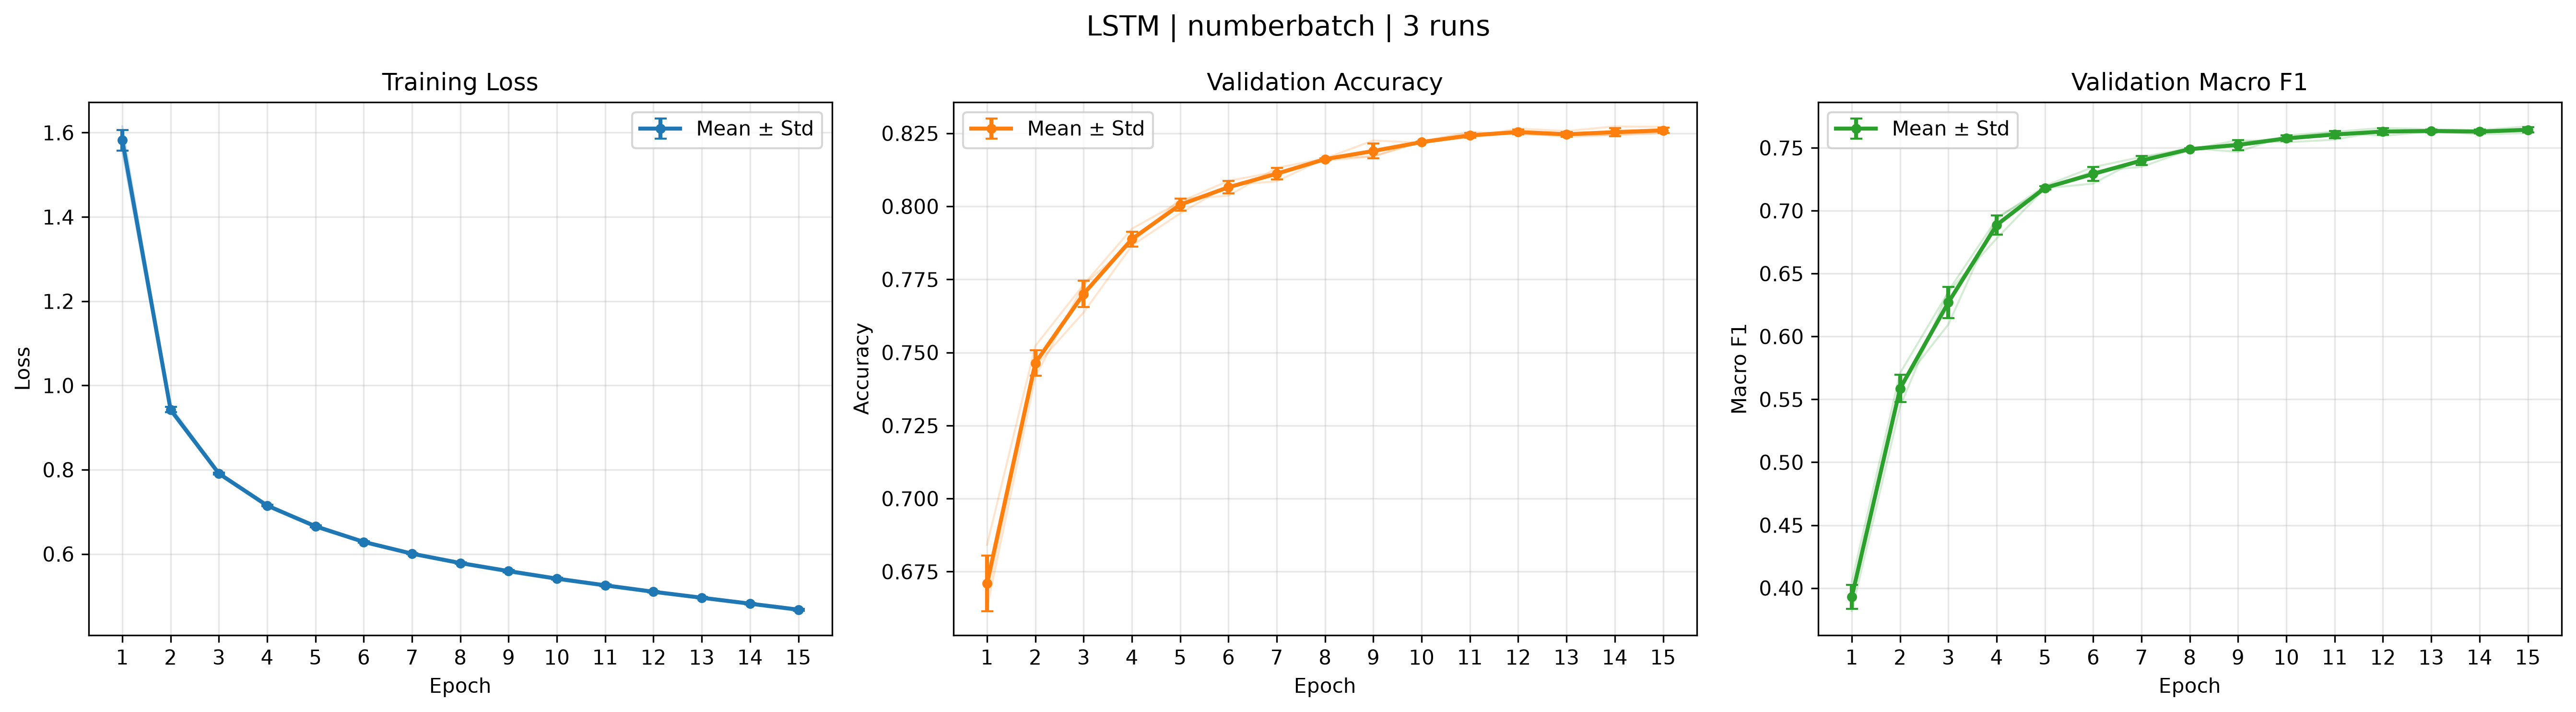 LSTM | numberbatch | 3 runs
Training Loss
Mean ± Std
1.6
1.4
1.2
1.0
0.8
0.6
Loss
1 2 3 4 5 6 7 8 9 10 11 12 13 14 15
Epoch
Validation Accuracy
Mean ± Std
0.825
0.800
0.775
0.750
0.725
0.700
0.675
Accuracy
1 2 3 4 5 6 7 8 9 10 11 12 13 14 15
Epoch
Validation Macro F1
Mean ± Std
0.75
0.70
0.65
0.60
0.55
0.50
0.45
0.40
Macro F1
1 2 3 4 5 6 7 8 9 10 11 12 13 14 15
Epoch